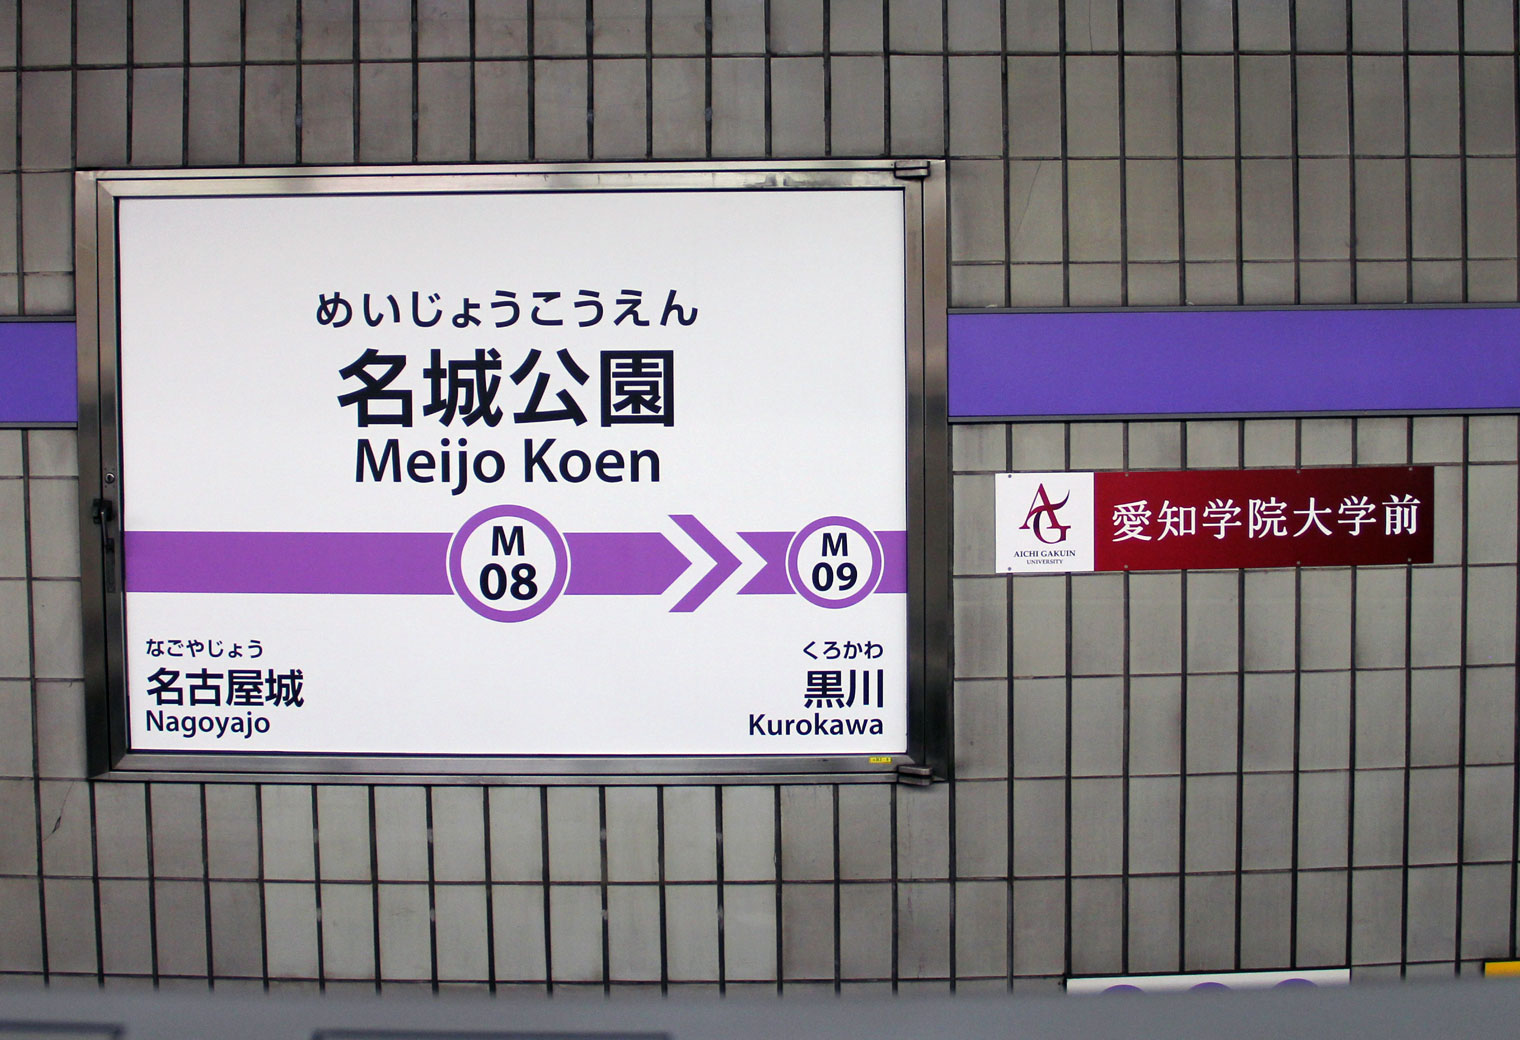 めいじょうこうえん
名城公園
Meijo Koen
M
08
M
09
なごやじょう
名古屋城
Nagoyajo
くろかわ
黒川
Kurokawa
AG
AICHI GAKUIN
UNIVERSITY
愛知学院大学前